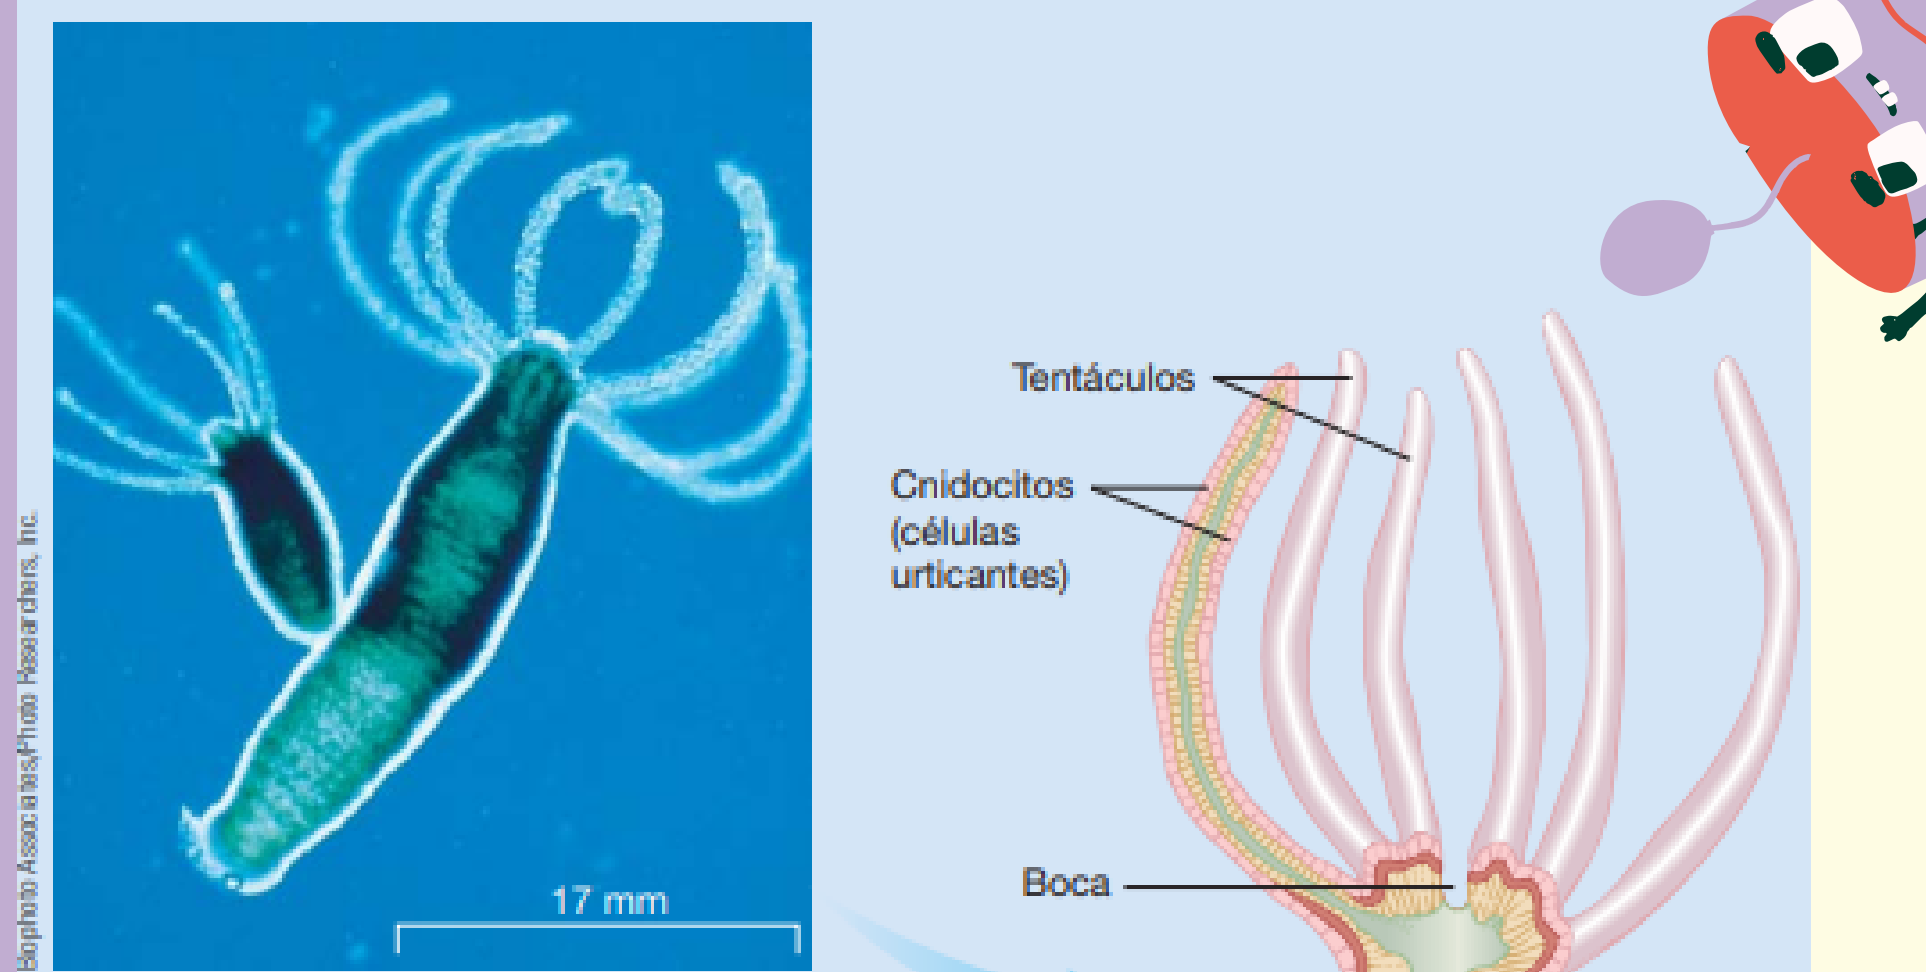 Biophoto Associates/Photo Researchers, Inc.
17 mm
Tentáculos
Cnidocitos
(células
urticantes)
Boca